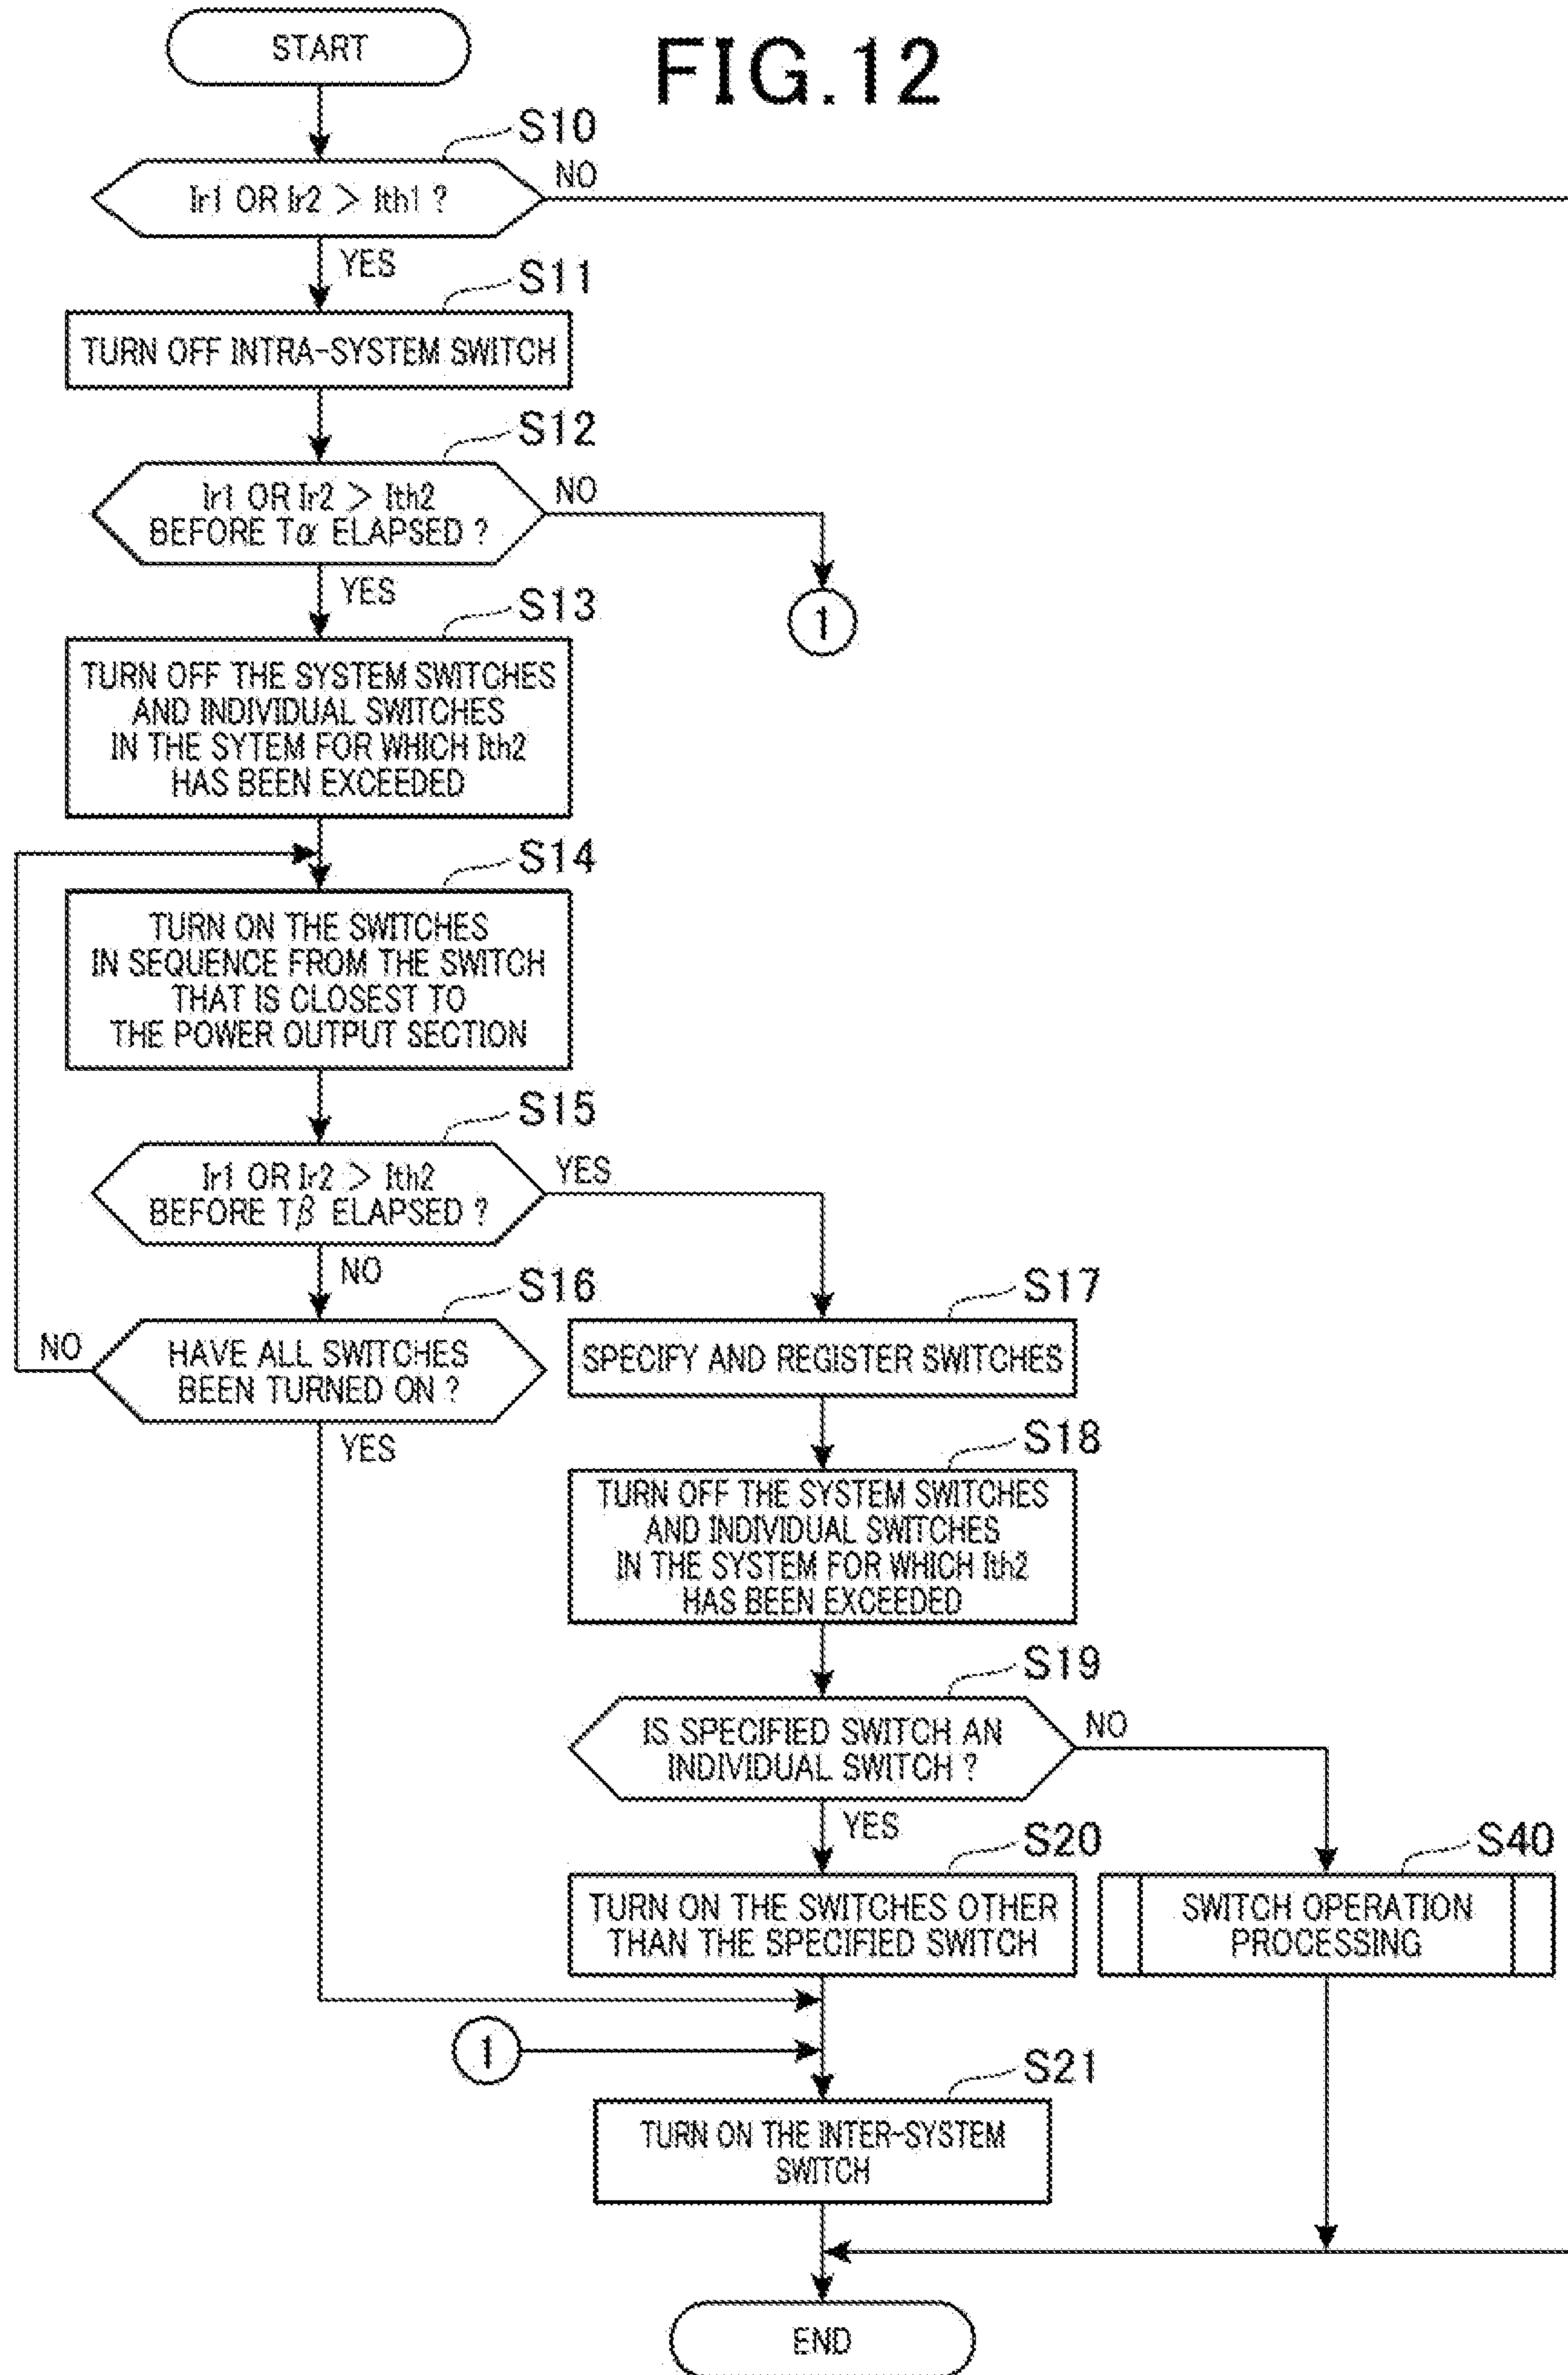 FIG.12
START
S10
Ir1 OR Ir2 > Ith1 ?
NO
YES
S11
TURN OFF INTRA-SYSTEM SWITCH
S12
Ir1 OR Ir2 > Ith2
BEFORE Tα ELAPSED ?
NO
1
YES
S13
TURN OFF THE SYSTEM SWITCHES
AND INDIVIDUAL SWITCHES
IN THE SYTEM FOR WHICH Ith2
HAS BEEN EXCEEDED
S14
TURN ON THE SWITCHES
IN SEQUENCE FROM THE SWITCH
THAT IS CLOSEST TO
THE POWER OUTPUT SECTION
S15
Ir1 OR Ir2 > Ith2
BEFORE Tβ ELAPSED ?
YES
NO
S16
HAVE ALL SWITCHES
BEEN TURNED ON ?
NO
YES
S17
SPECIFY AND REGISTER SWITCHES
S18
TURN OFF THE SYSTEM SWITCHES
AND INDIVIDUAL SWITCHES
IN THE SYSTEM FOR WHICH Ith2
HAS BEEN EXCEEDED
S19
IS SPECIFIED SWITCH AN
INDIVIDUAL SWITCH ?
NO
YES
S20
TURN ON THE SWITCHES OTHER
THAN THE SPECIFIED SWITCH
S40
SWITCH OPERATION
PROCESSING
1
S21
TURN ON THE INTER-SYSTEM
SWITCH
END